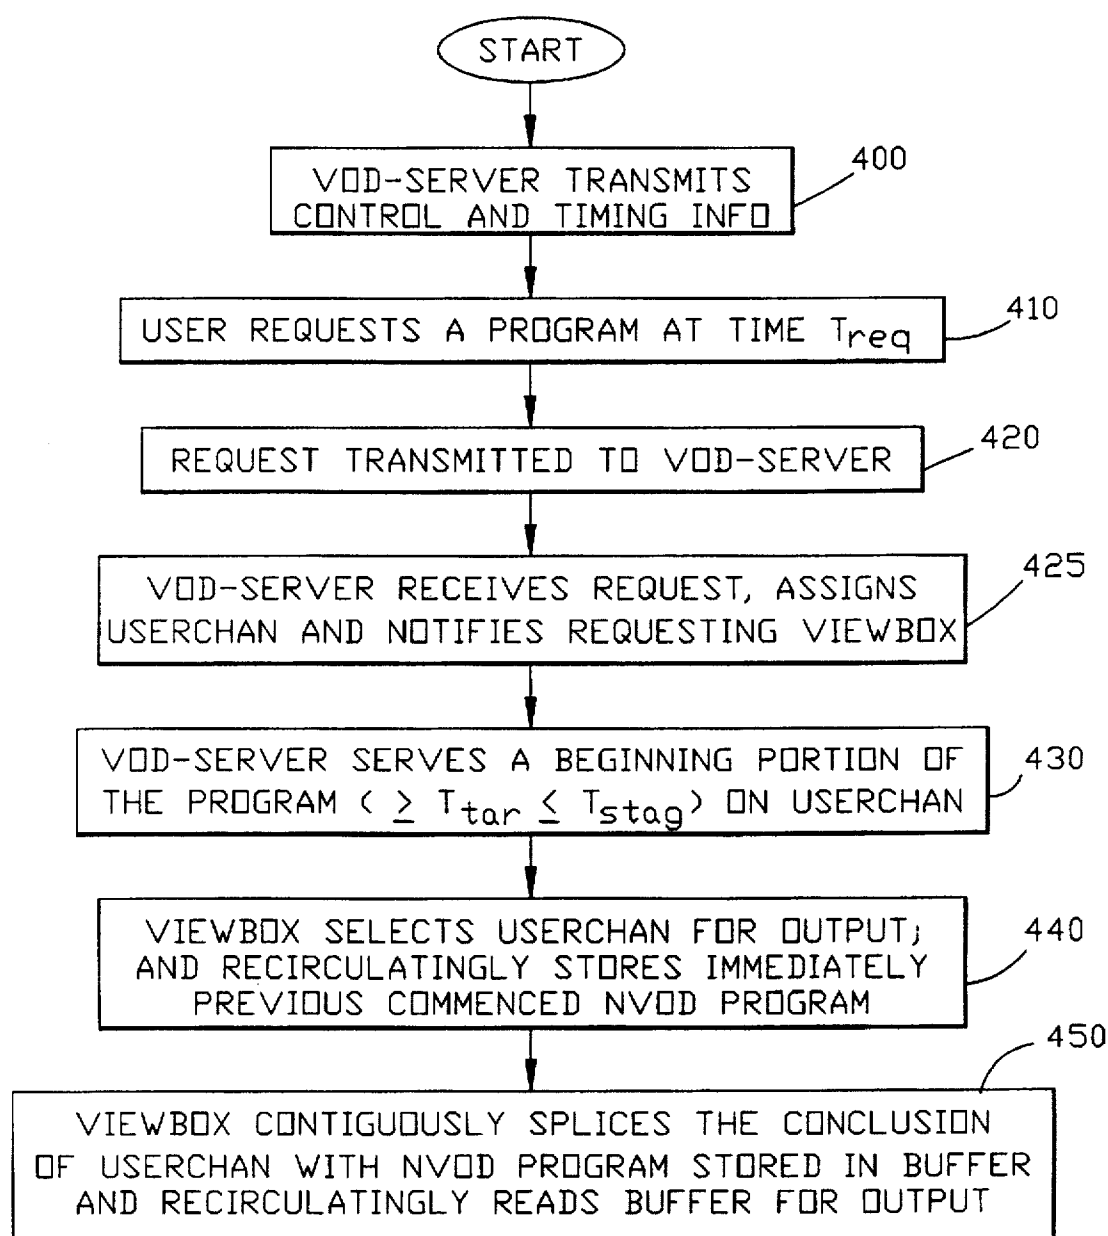 START
400
VOD-SERVER TRANSMITS
CONTROL AND TIMING INFO
410
USER REQUESTS A PROGRAM AT TIME Treq
420
REQUEST TRANSMITTED TO VOD-SERVER
425
VOD-SERVER RECEIVES REQUEST, ASSIGNS
USERCHAN AND NOTIFIES REQUESTING VIEWBOX
430
VOD-SERVER SERVES A BEGINNING PORTION OF
THE PROGRAM ( ≥ Ttar ≤ Tstag) ON USERCHAN
440
VIEWBOX SELECTS USERCHAN FOR OUTPUT;
AND RECIRCULATINGLY STORES IMMEDIATELY
PREVIOUS COMMENCED NVOD PROGRAM
450
VIEWBOX CONTIGUOUSLY SPLICES THE CONCLUSION
OF USERCHAN WITH NVOD PROGRAM STORED IN BUFFER
AND RECIRCULATINGLY READS BUFFER FOR OUTPUT